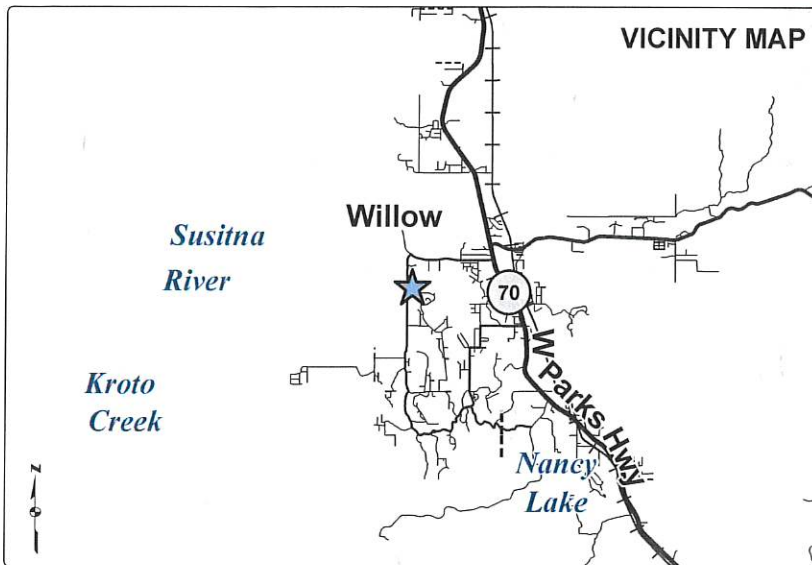 VICINITY MAP
Willow
Susitna
River
70
W Parks Hwy
Kroto
Creek
Nancy
Lake
N